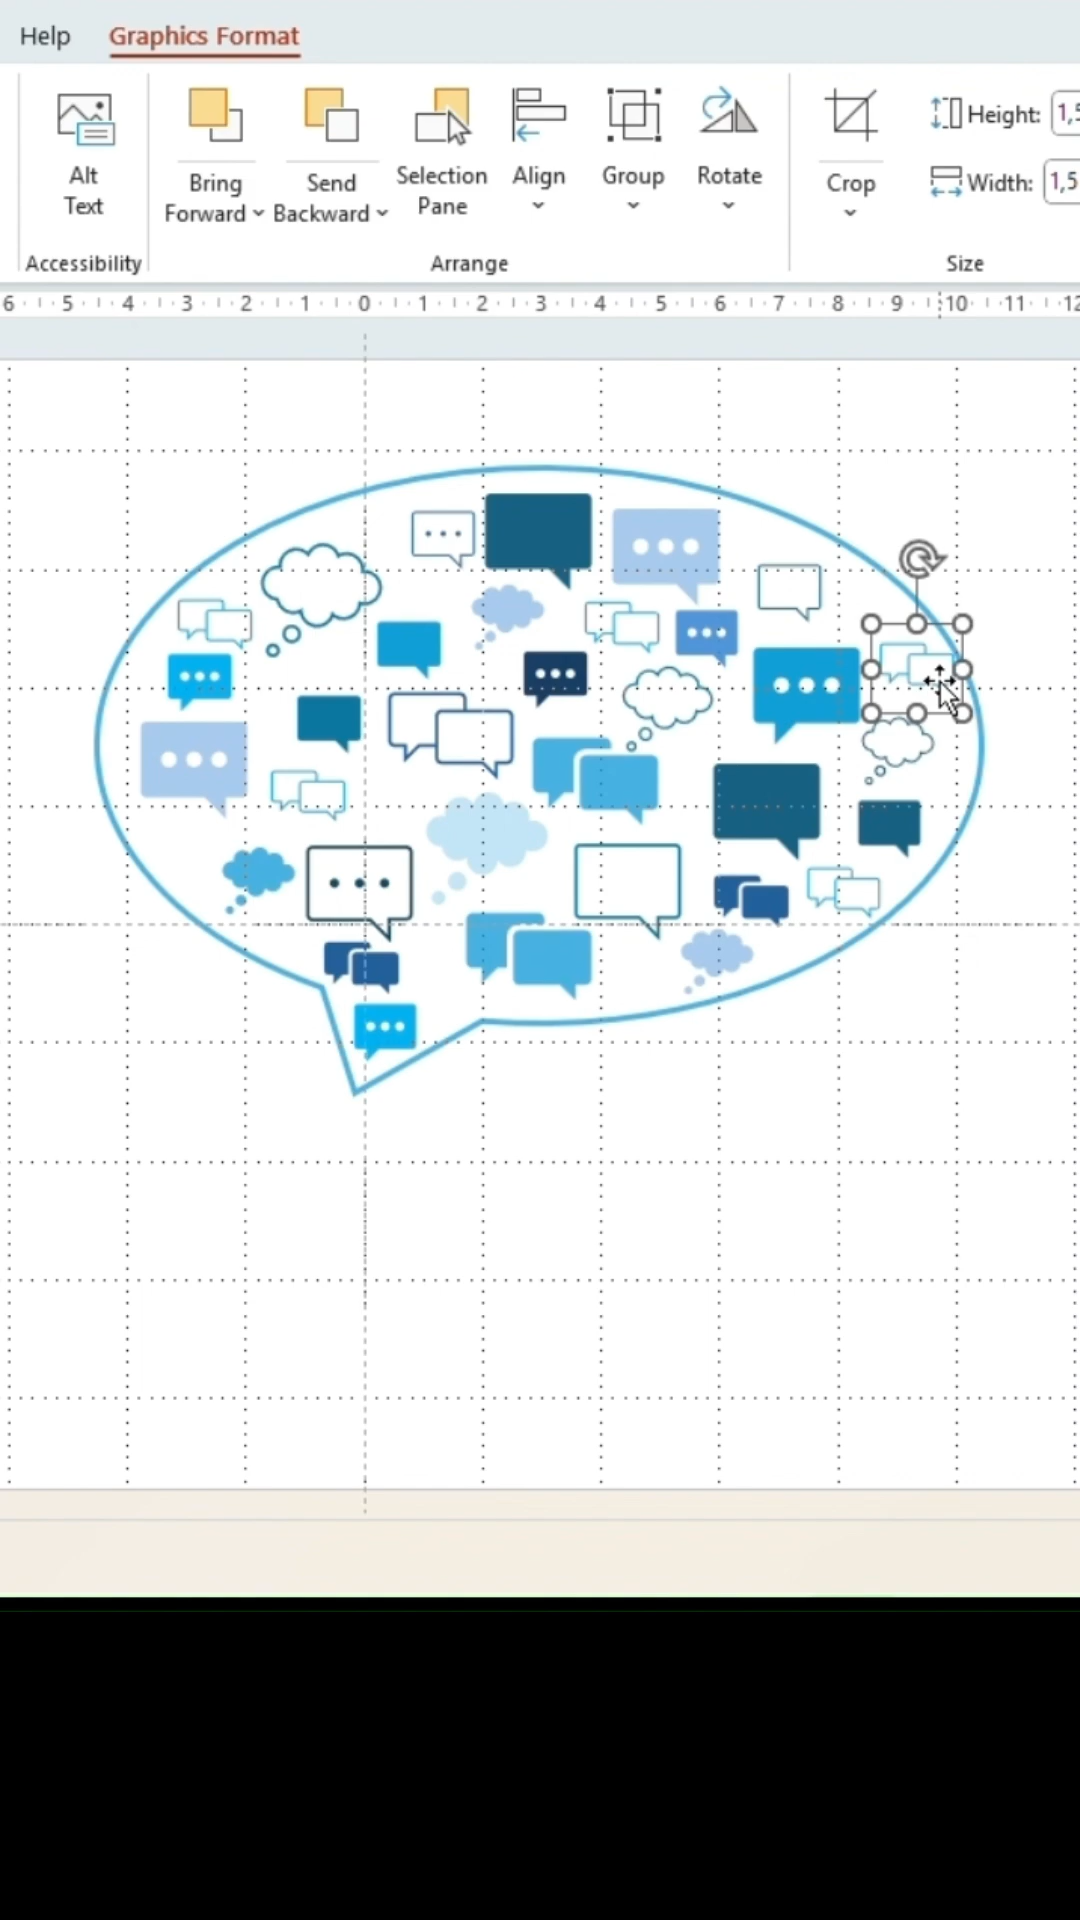 Help Graphics Format
Alt Text
Bring Forward
Send Backward
Selection Pane
Align
Group
Rotate
Crop
Height:
Width:
Accessibility
Arrange
Size
6 5 4 3 2 1 0 1 2 3 4 5 6 7 8 9 10 11 12